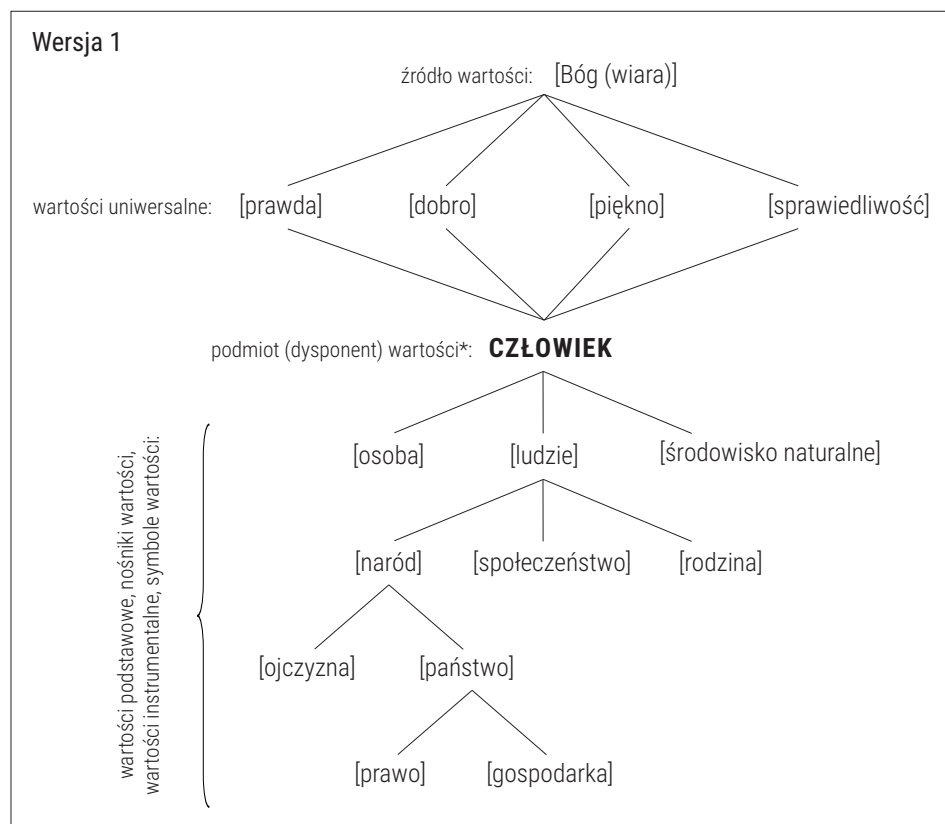 Wersja 1
źródło wartości: [Bóg (wiara)]
wartości uniwersalne: [prawda] [dobro] [piękno] [sprawiedliwość]
podmiot (dysponent) wartości*: CZŁOWIEK
wartości podstawowe, nośniki wartości,
wartości instrumentalne, symbole wartości:
[osoba] [ludzie] [środowisko naturalne]
[naród] [społeczeństwo] [rodzina]
[ojczyzna] [państwo]
[prawo] [gospodarka]